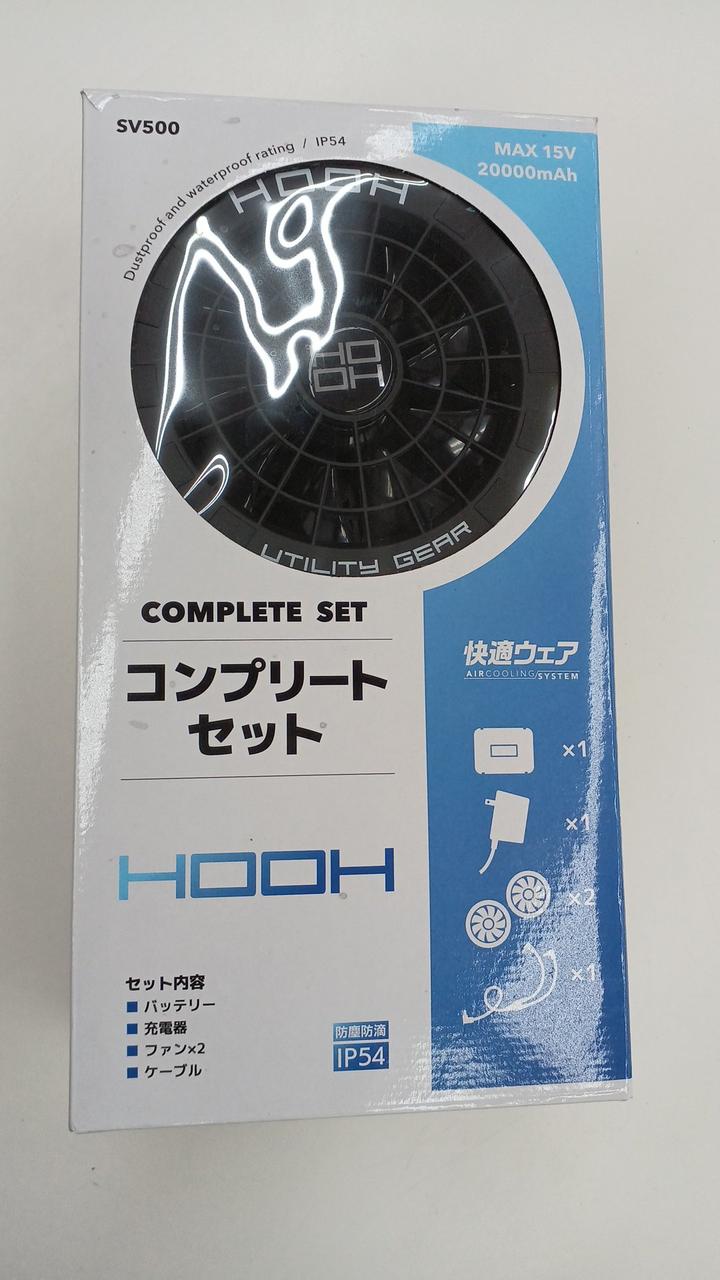 SV500
Dustproof and waterproof rating / IP54
MAX 15V
20000mAh
HOOH
HO
OH
UTILITY GEAR
COMPLETE SET
コンプリート
セット
快適ウェア
AIRCOOLING/SYSTEM
×1
×1
×2
×1
HOOH
セット内容
■ バッテリー
■ 充電器
■ ファン×2
■ ケーブル
防塵防滴
IP54